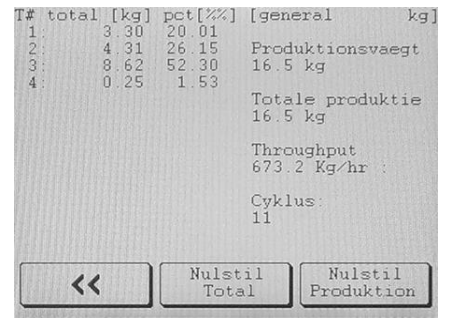 T# total [kg] pct[%%] [general kg]
1: 3.30 20.01
2: 4.31 26.15
3: 8.62 52.30
4: 0.25 1.53
Produktionsvaegt
16.5 kg
Totale produktie
16.5 kg
Throughput
673.2 Kg/hr :
Cyklus:
11
<<
Nulstil
Total
Nulstil
Produktion